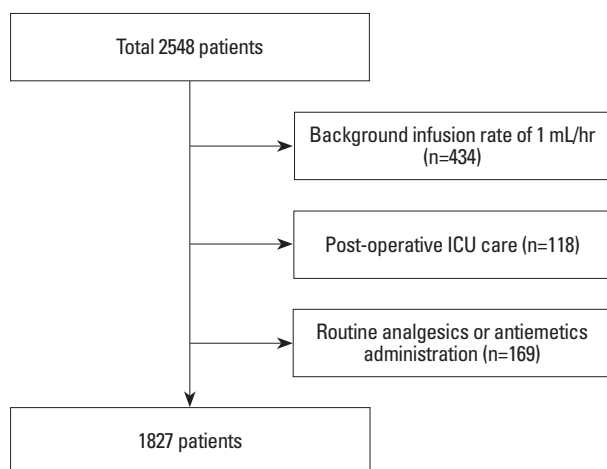 Total 2548 patients
Background infusion rate of 1 mL/hr
(n=434)
Post-operative ICU care (n=118)
Routine analgesics or antiemetics
administration (n=169)
1827 patients